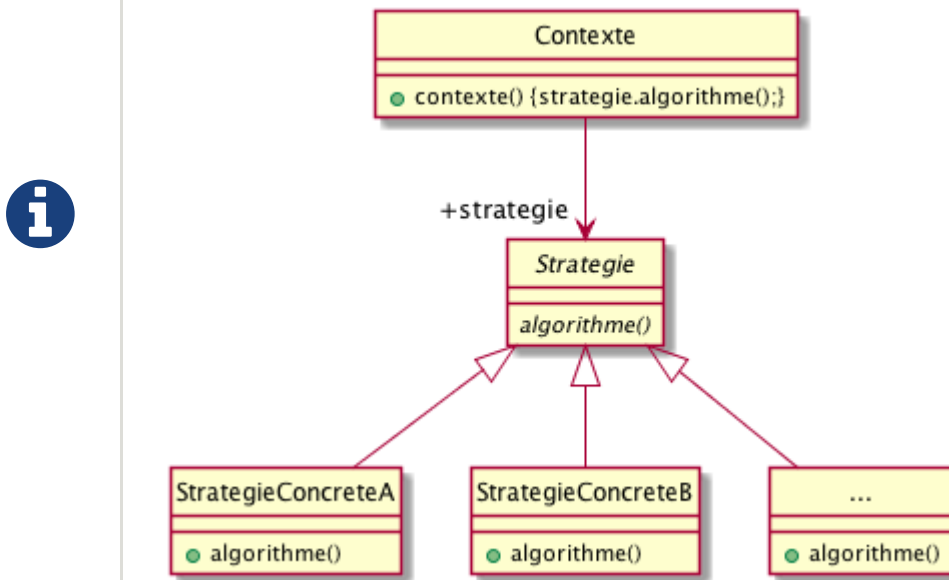 Contexte
contexte() {strategie.algorithme();}
+strategie
Strategie
algorithme()
StrategieConcreteA
algorithme()
StrategieConcreteB
algorithme()
...
algorithme()